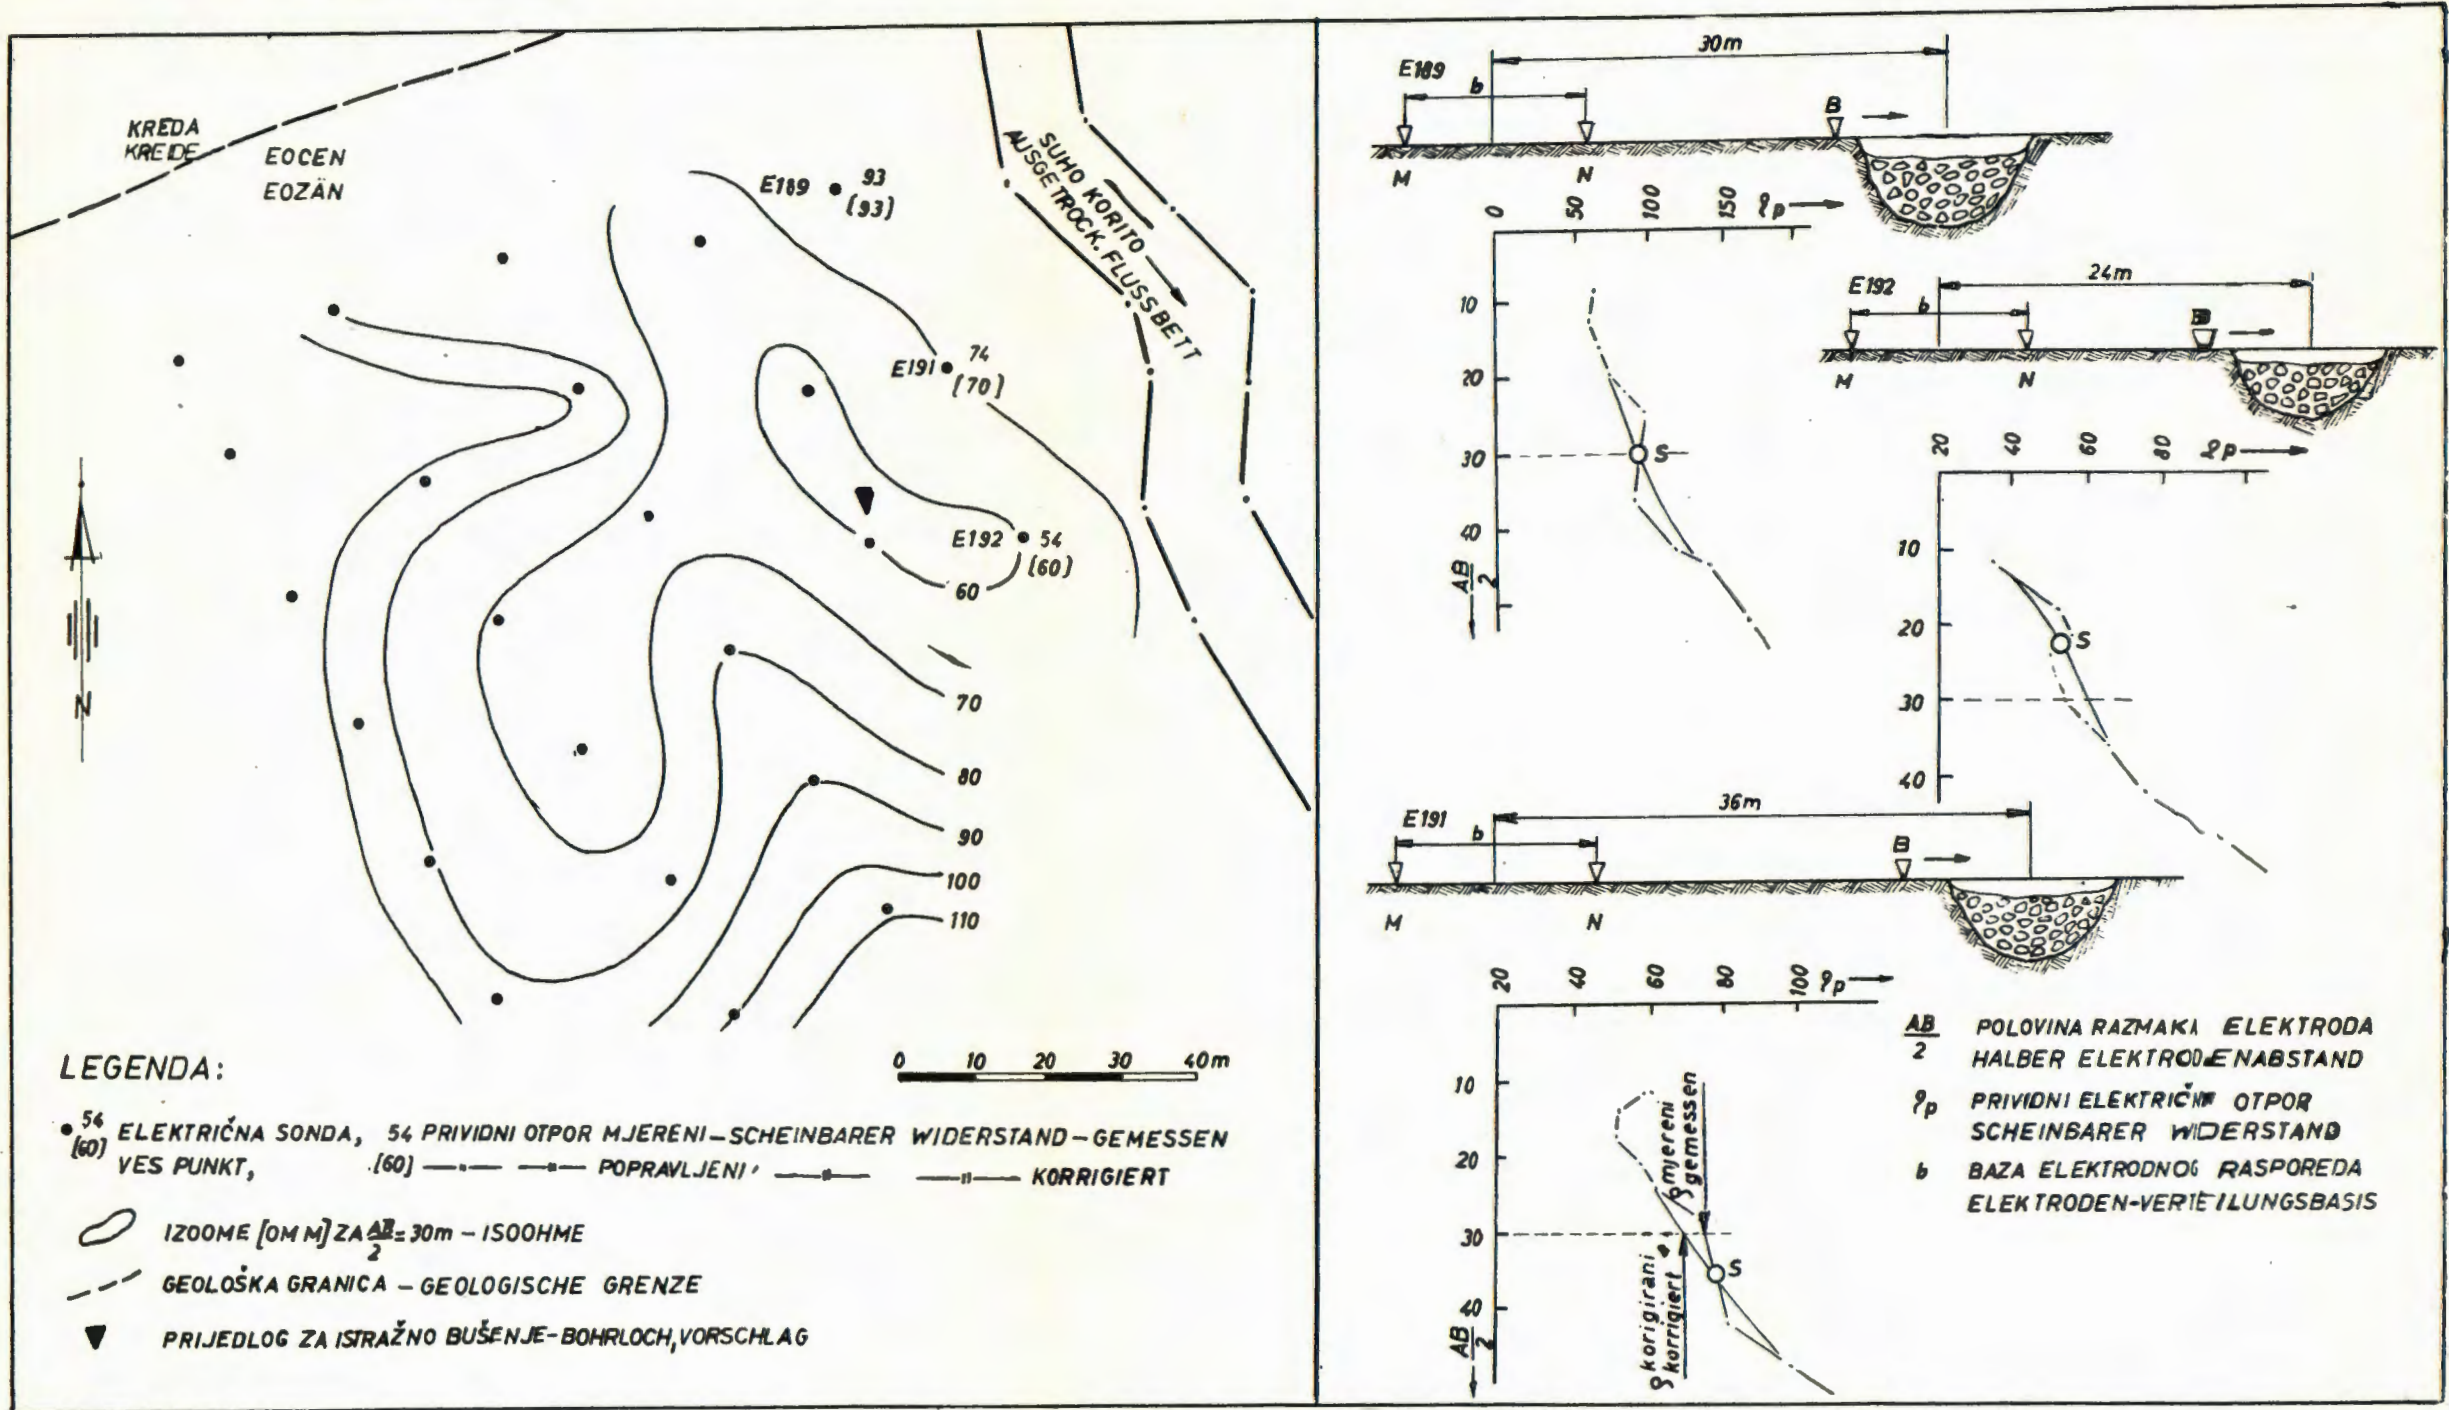 KREDA
KREIDE
EOCEN
EOZÄN
E189
93
[93]
SUHO KORITO
AUSGETROCK. FLUSSBETT
E191
74
[70]
E192
54
[60]
60
70
80
90
100
110
N
0 10 20 30 40m
LEGENDA:
54
[60]
ELEKTRIČNA SONDA, 54 PRIVIDNI OTPOR MJERENI – SCHEINBARER WIDERSTAND – GEMESSEN
VES PUNKT, [60] —"— —"— POPRAVLJENI —"— —"— KORRIGIERT
IZOOME [OM M] ZA AB/2 = 30m – ISOOHME
GEOLOŠKA GRANICA – GEOLOGISCHE GRENZE
PRIJEDLOG ZA ISTRAŽNO BUŠENJE – BOHRLOCH, VORSCHLAG
30m
E189
b
B
M
N
0 50 100 150 ρp
10
20
30
40
S
AB
2
24m
E192
b
B
M
N
20 40 60 80 ρp
10
20
30
40
S
36m
E191
b
B
M
N
20 40 60 80 100 ρp
10
20
30
40
ρ mjereni
gemessen
S
ρ korigirani
korrigiert
AB
2
AB
2
POLOVINA RAZMAKA ELEKTRODA
HALBER ELEKTRODENABSTAND
ρp PRIVIDNI ELEKTRIČNI OTPOR
SCHEINBARER WIDERSTAND
b BAZA ELEKTRODNOG RASPOREDA
ELEKTRODEN-VERTEILUNGSBASIS